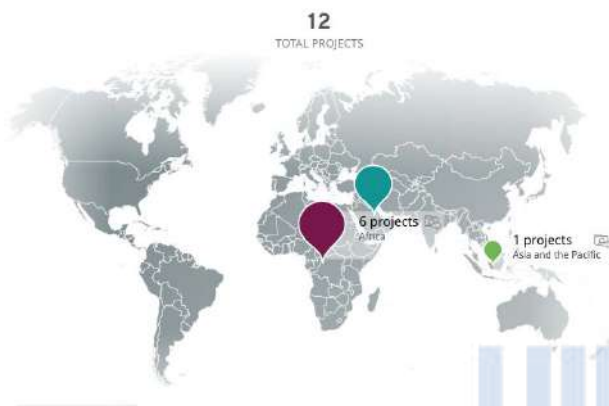 12
TOTAL PROJECTS
6 projects
Africa
1 projects
Asia and the Pacific